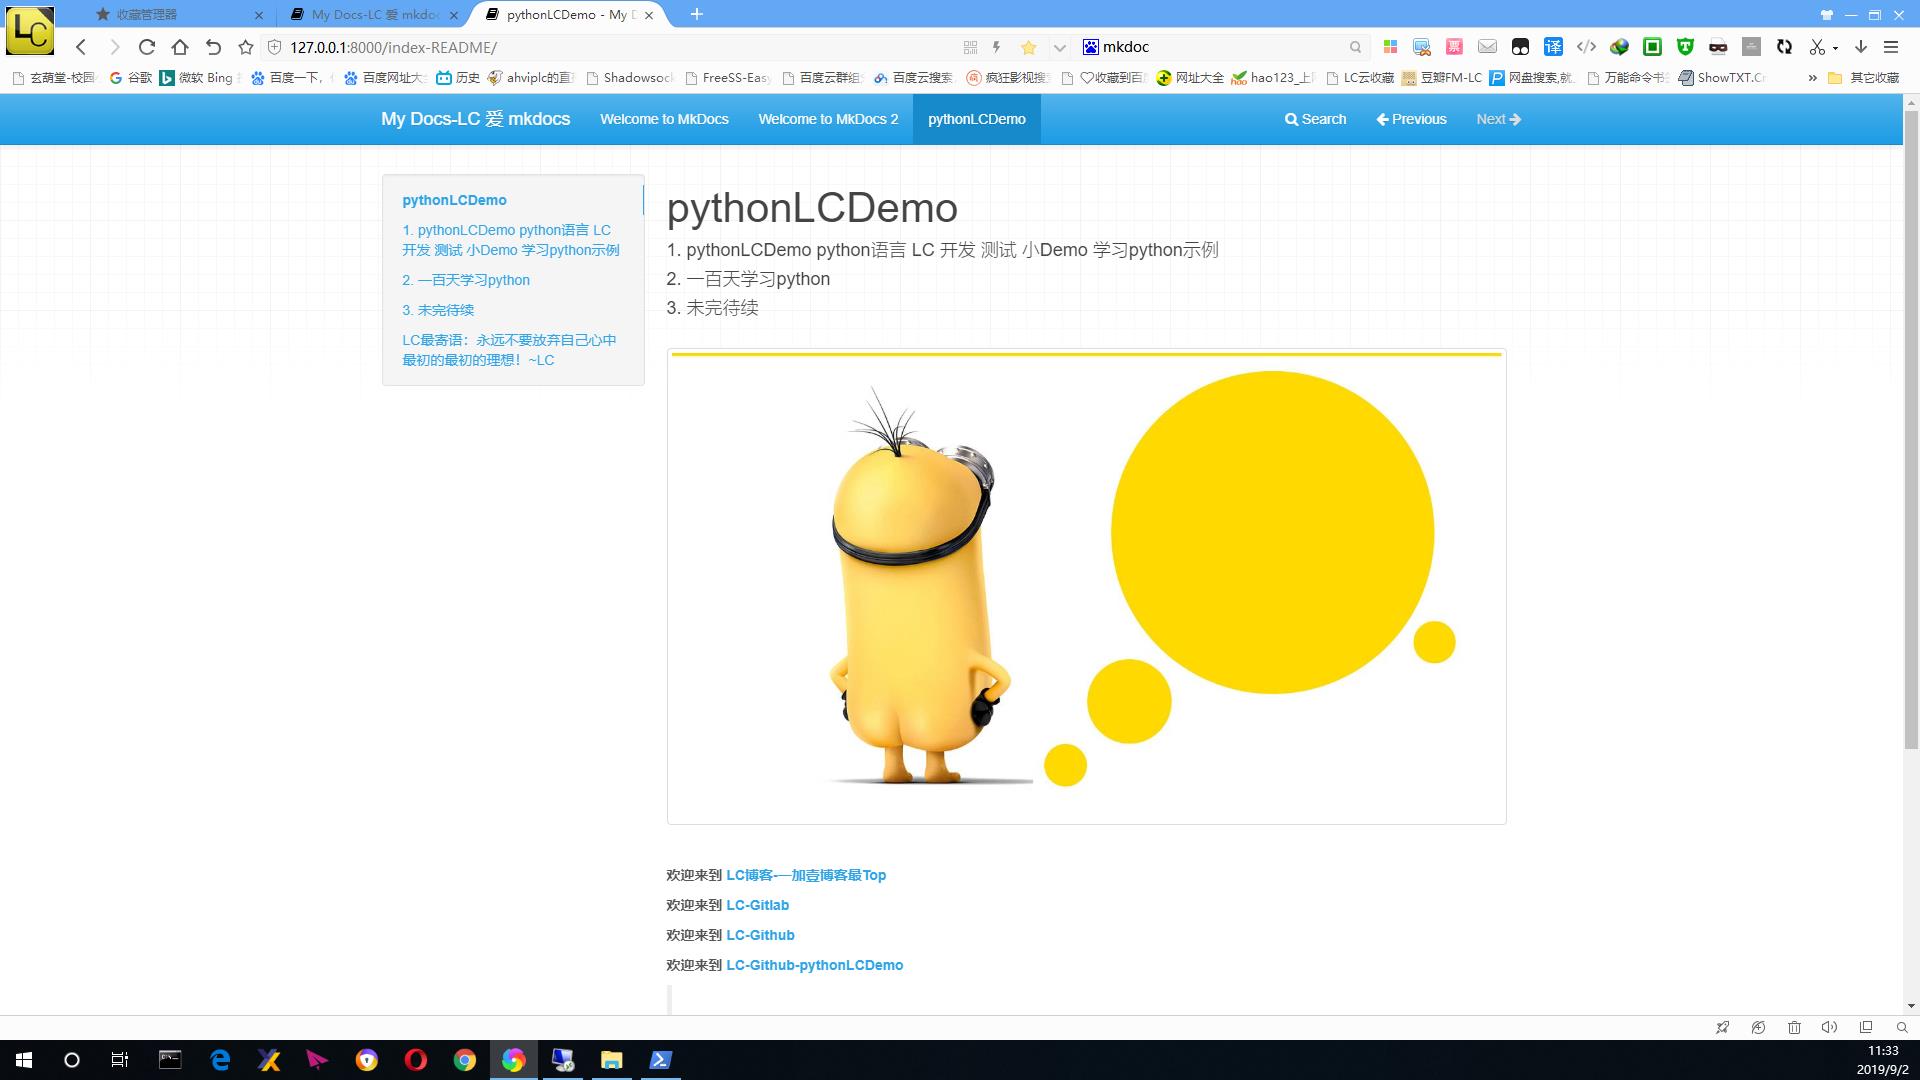 LC
收藏管理器
My Docs-LC 爱 mkdoc
pythonLCDemo - My D
127.0.0.1:8000/index-README/
mkdoc
玄萌堂-校园
谷歌
微软 Bing
百度一下，
百度网址大
历史
ahviplc的直
Shadowsock
FreeSS-Easy
百度云群组
百度云搜索
疯狂影视搜
收藏到百
网址大全
hao123_上
LC云收藏
豆瓣FM-LC
网盘搜索,就
万能命令书
ShowTXT.Cr
»
其它收藏
My Docs-LC 爱 mkdocs
Welcome to MkDocs
Welcome to MkDocs 2
pythonLCDemo
Search
Previous
Next
pythonLCDemo
1. pythonLCDemo python语言 LC
开发 测试 小Demo 学习python示例
2. 一百天学习python
3. 未完待续
LC最寄语：永远不要放弃自己心中
最初的最初的理想！~LC
pythonLCDemo
1. pythonLCDemo python语言 LC 开发 测试 小Demo 学习python示例
2. 一百天学习python
3. 未完待续
欢迎来到 LC博客-一加壹博客最Top
欢迎来到 LC-Gitlab
欢迎来到 LC-Github
欢迎来到 LC-Github-pythonLCDemo
11:33
2019/9/2